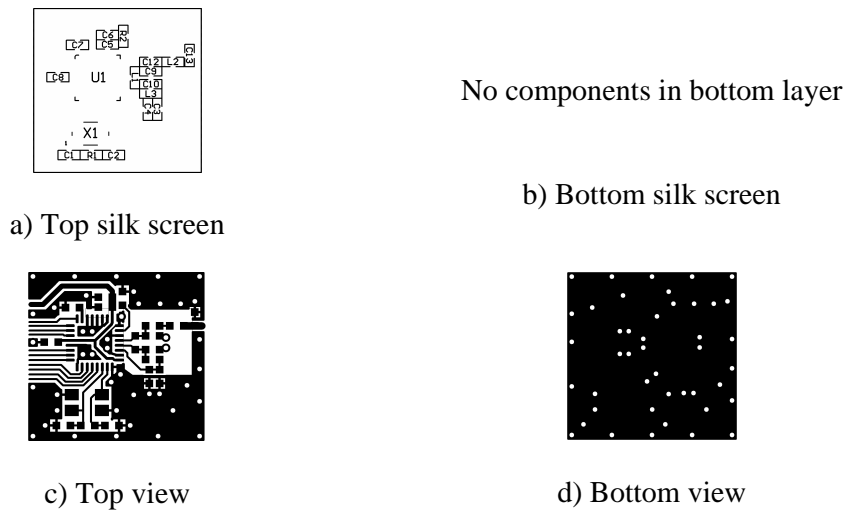 C6
R2
C7
C5
C13
C12 L2
C9
C8
U1
L1
C10
L3
C4
C3
X1
C1 R1 C2
No components in bottom layer
a) Top silk screen
b) Bottom silk screen
c) Top view
d) Bottom view